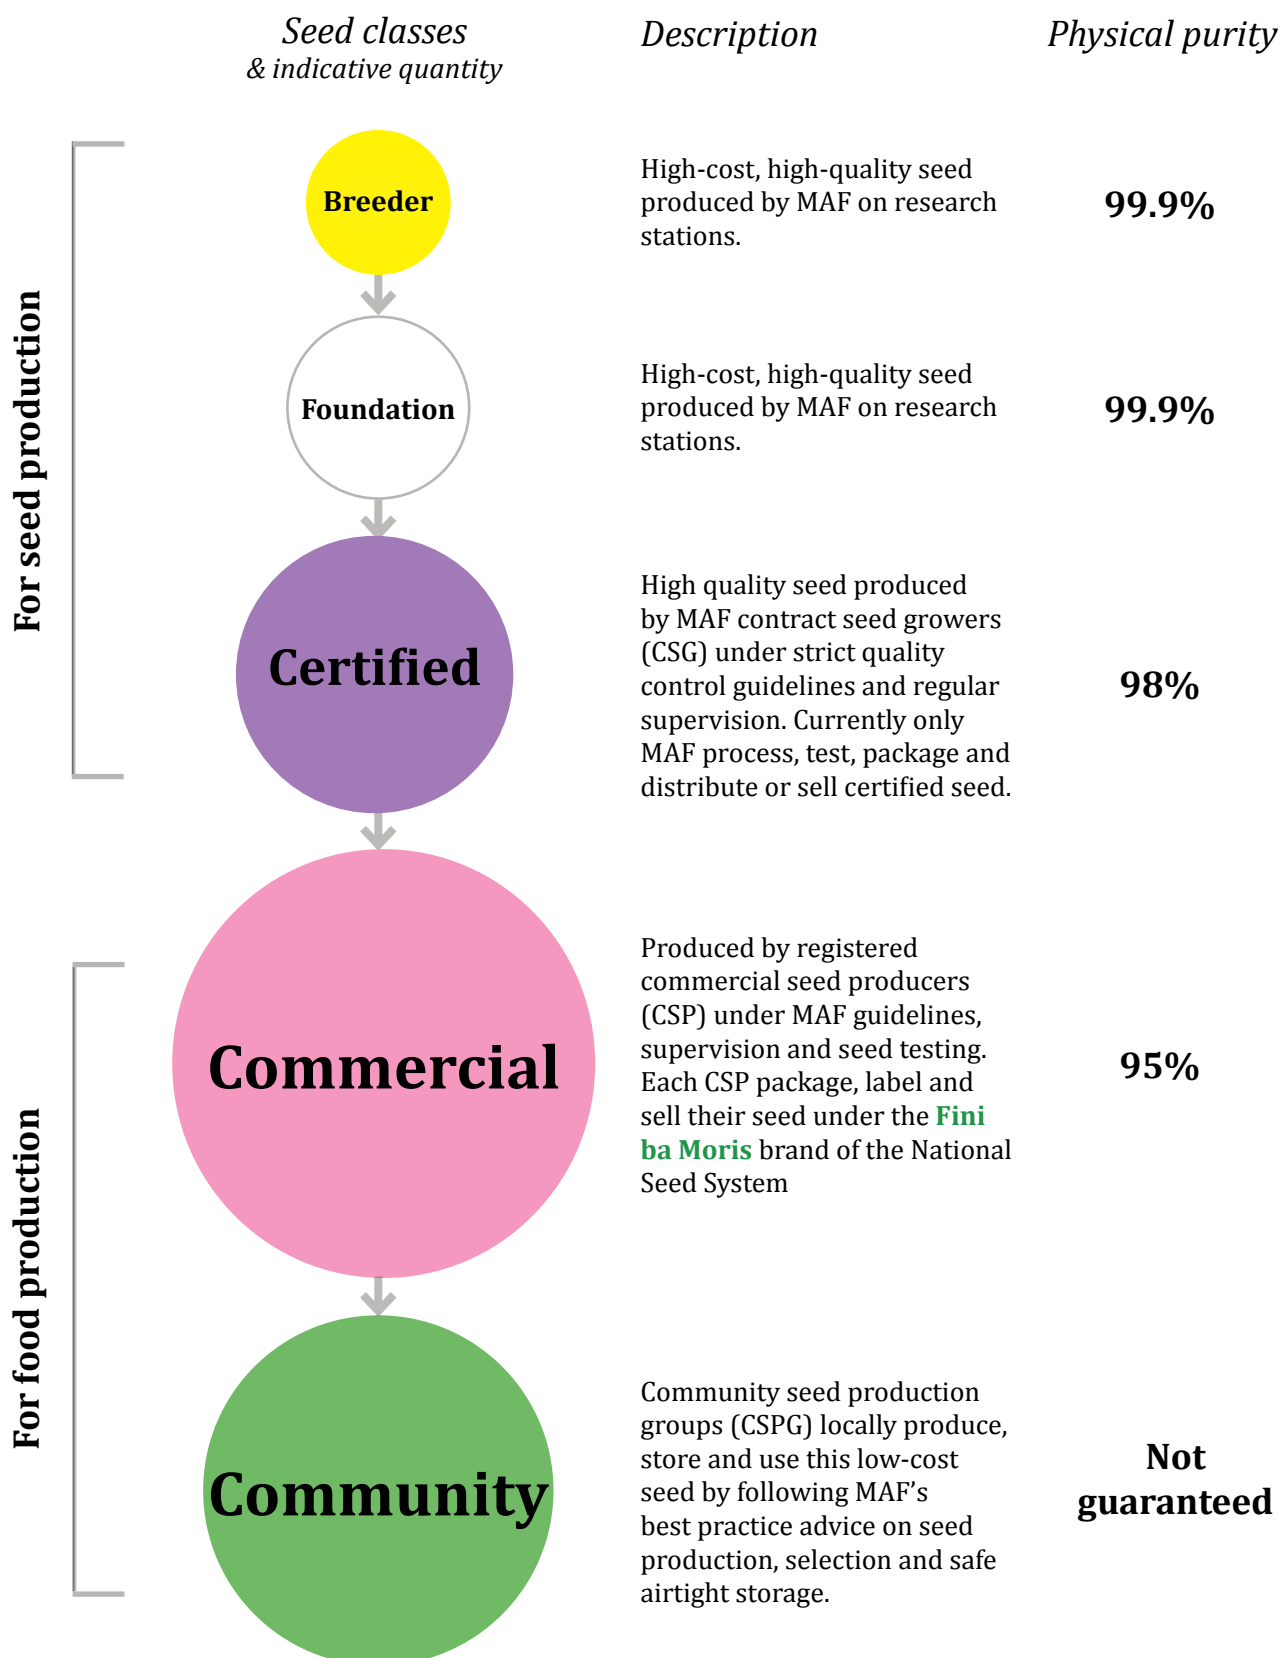 Seed classes
& indicative quantity
Description
Physical purity
For seed production
Breeder
High-cost, high-quality seed
produced by MAF on research
stations.
99.9%
Foundation
High-cost, high-quality seed
produced by MAF on research
stations.
99.9%
Certified
High quality seed produced
by MAF contract seed growers
(CSG) under strict quality
control guidelines and regular
supervision. Currently only
MAF process, test, package and
distribute or sell certified seed.
98%
For food production
Commercial
Produced by registered
commercial seed producers
(CSP) under MAF guidelines,
supervision and seed testing.
Each CSP package, label and
sell their seed under the Fini
ba Moris brand of the National
Seed System
95%
Community
Community seed production
groups (CSPG) locally produce,
store and use this low-cost
seed by following MAF’s
best practice advice on seed
production, selection and safe
airtight storage.
Not
guaranteed